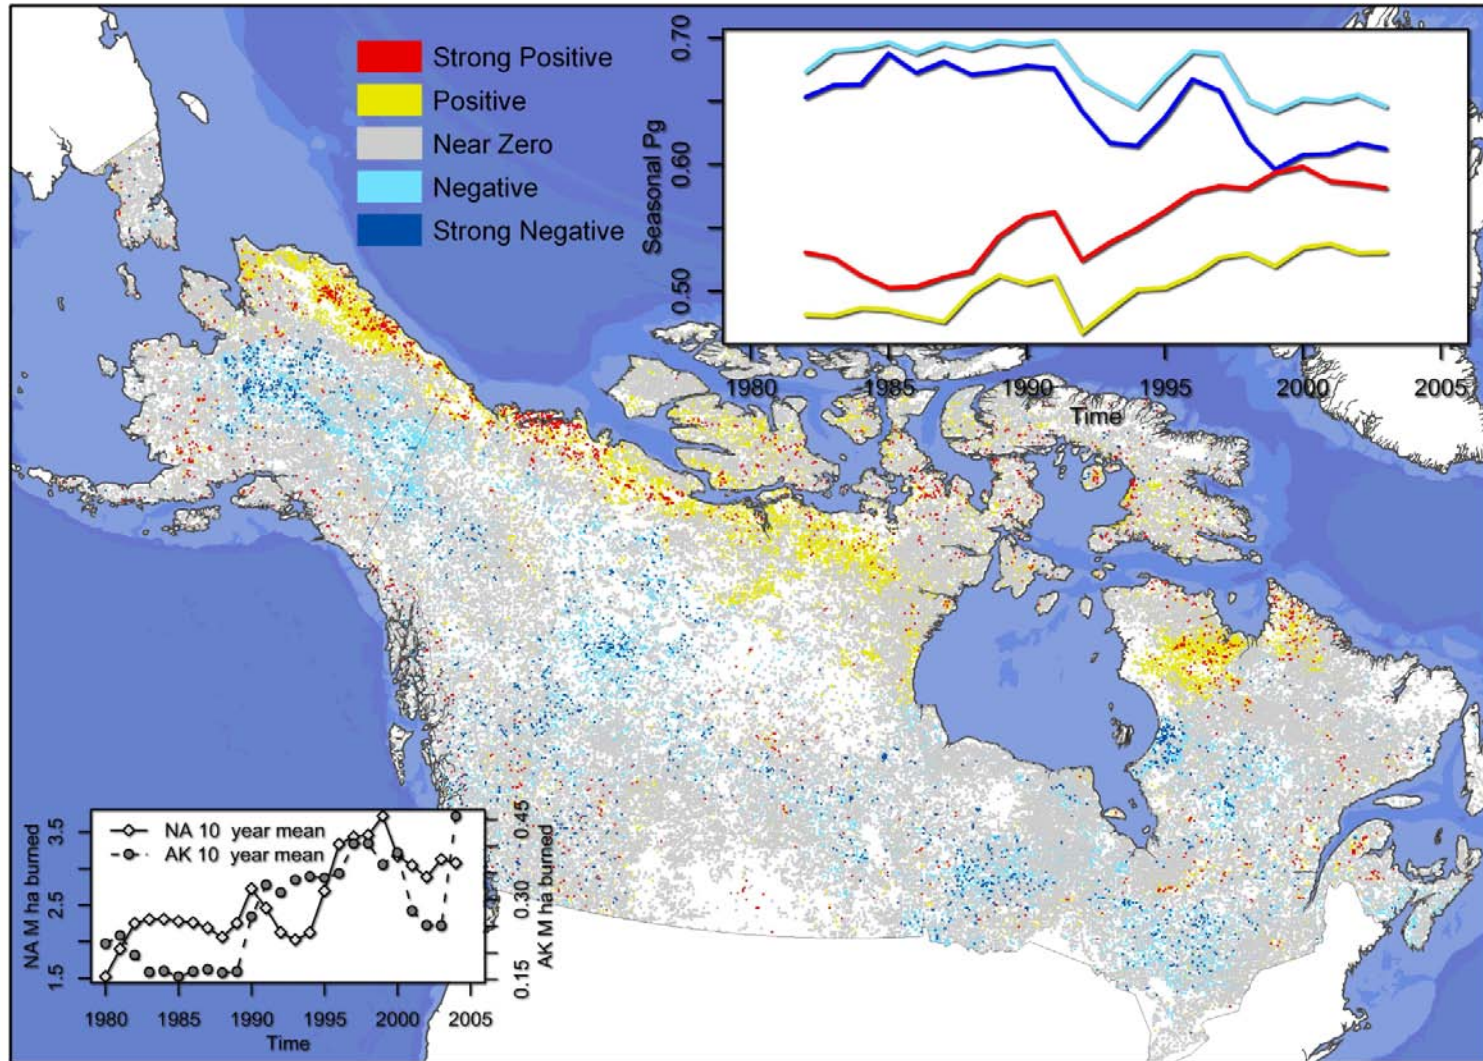 Strong Positive
Positive
Near Zero
Negative
Strong Negative
Seasonal Pg
0.70
0.60
0.50
1980 1985 1990 1995 2000 2005
Time
NA M ha burned
3.5
2.5
1.5
NA 10 year mean
AK 10 year mean
0.45
0.30
0.15
AK M ha burned
1980 1985 1990 1995 2000 2005
Time